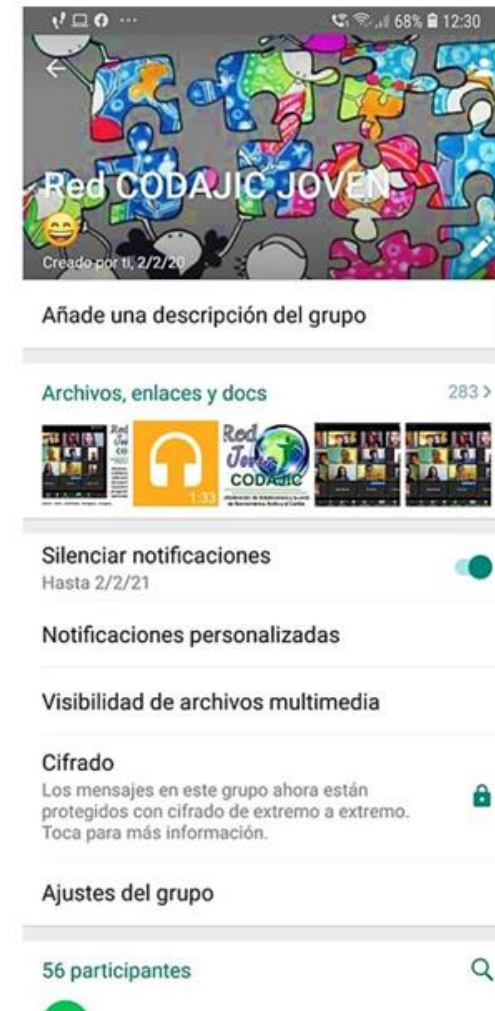 68% 12:30
Red CODAJIC JOVEN
Creado por ti, 2/2/20
Añade una descripción del grupo
Archivos, enlaces y docs 283 >
1:33
Red
Joven
CODAJIC
Silenciar notificaciones
Hasta 2/2/21
Notificaciones personalizadas
Visibilidad de archivos multimedia
Cifrado
Los mensajes en este grupo ahora están
protegidos con cifrado de extremo a extremo.
Toca para más información.
Ajustes del grupo
56 participantes